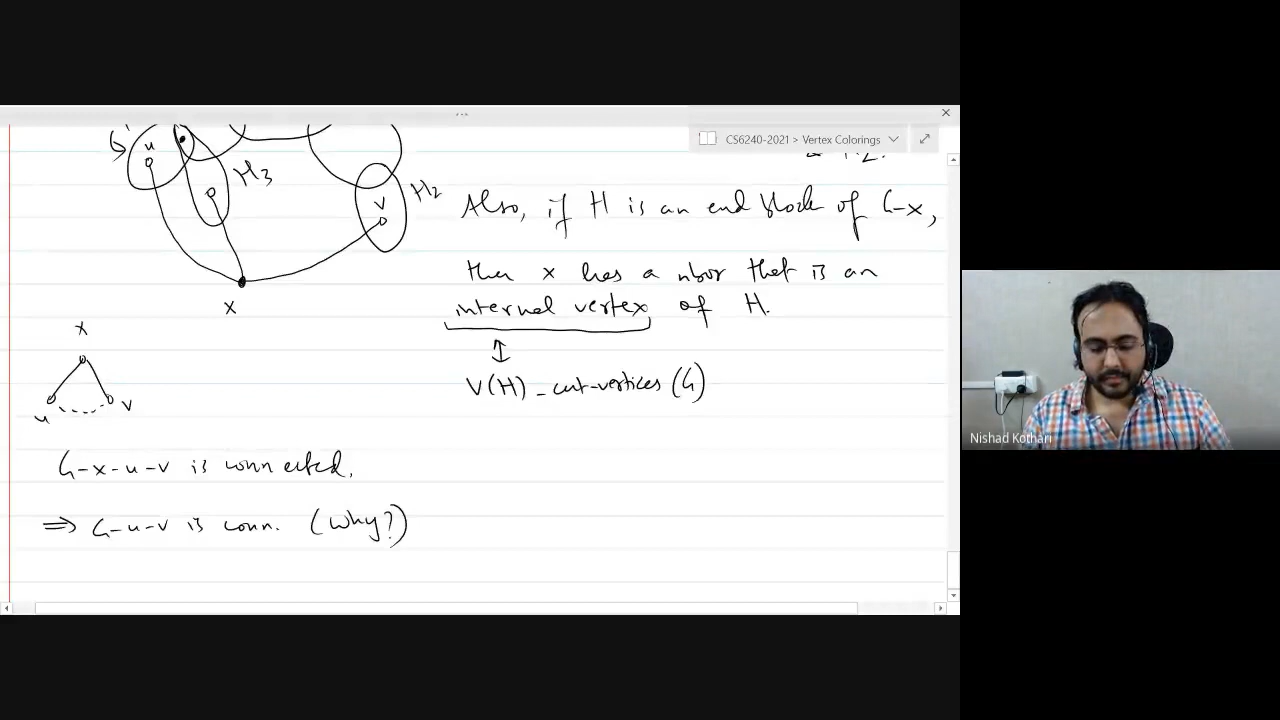 CS6240-2021 > Vertex Colorings
u
H3
v
H2
x
Also, if H is an end block of G-x,
then x has a nbor that is an
internal vertex of H.
↕
V(H) - cut-vertices (G)
x
u
v
G-x-u-v is connected.
⇒ G-u-v is conn. (Why?)
Nishad Kothari